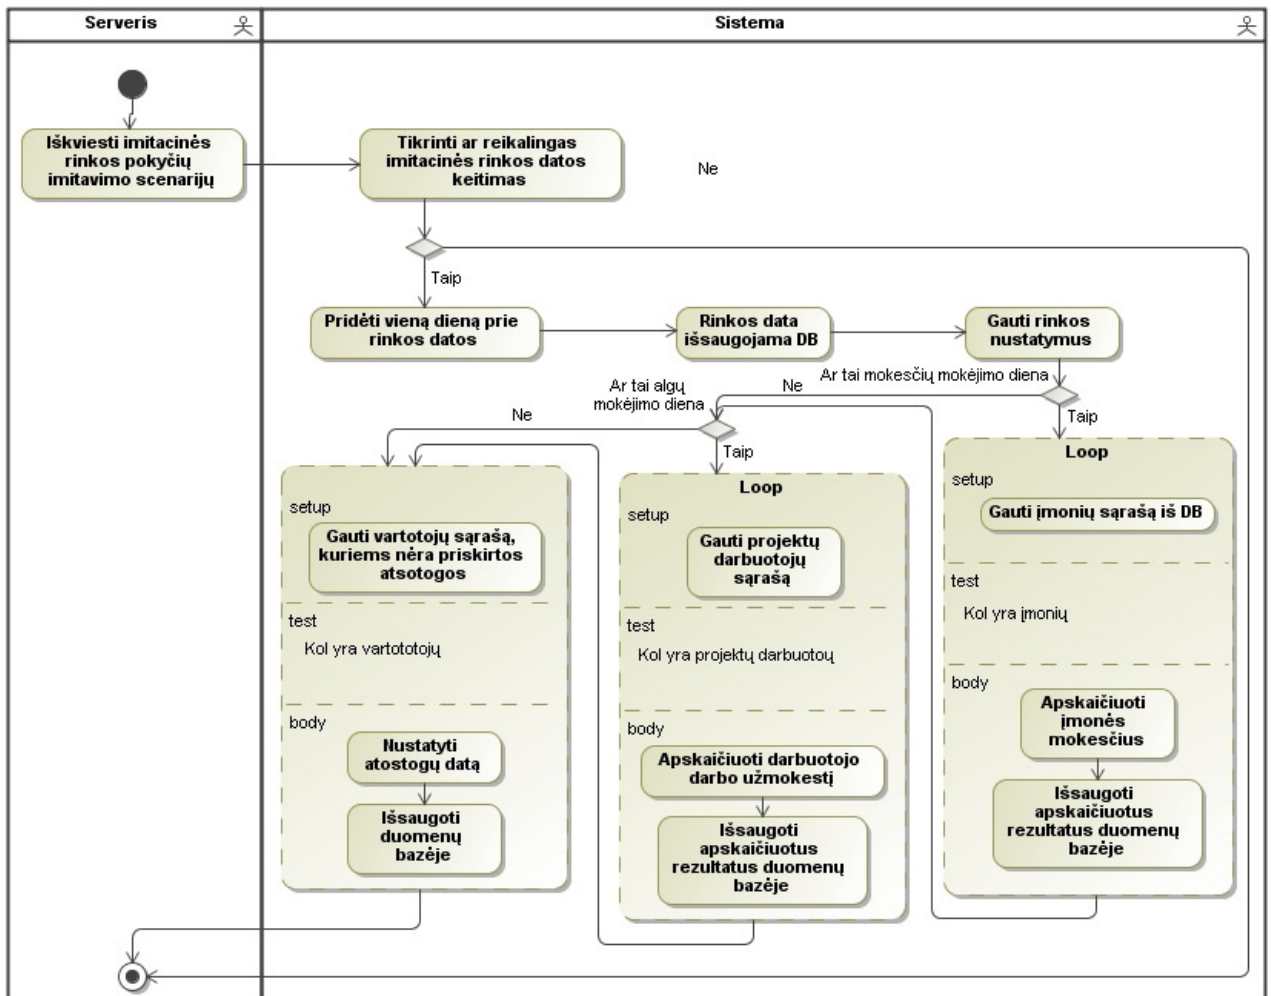 Serveris
Sistema
Iškviesti imitacinės
rinkos pokyčių
imitavimo scenarijų
Tikrinti ar reikalingas
imitacinės rinkos datos
keitimas
Ne
Taip
Pridėti vieną dieną prie
rinkos datos
Rinkos data
išsaugojama DB
Gauti rinkos
nustatymus
Ar tai mokesčių mokėjimo diena
Ne
Taip
Ar tai algų
mokėjimo diena
Ne
Taip
setup
Gauti vartotojų sąrašą,
kuriems nėra priskirtos
atsotogos
test
Kol yra vartototojų
body
Nustatyti
atostogų datą
Išsaugoti
duomenų
bazėje
Loop
setup
Gauti projektų
darbuotojų
sąrašą
test
Kol yra projektų darbuotoų
body
Apskaičiuoti darbuotojo
darbo užmokestį
Išsaugoti
apskaičiuotus
rezultatus duomenų
bazėje
Loop
setup
Gauti įmonių sąrašą iš DB
test
Kol yra įmonių
body
Apskaičiuoti
įmonės
mokesčius
Išsaugoti
apskaičiuotus
rezultatus duomenų
bazėje